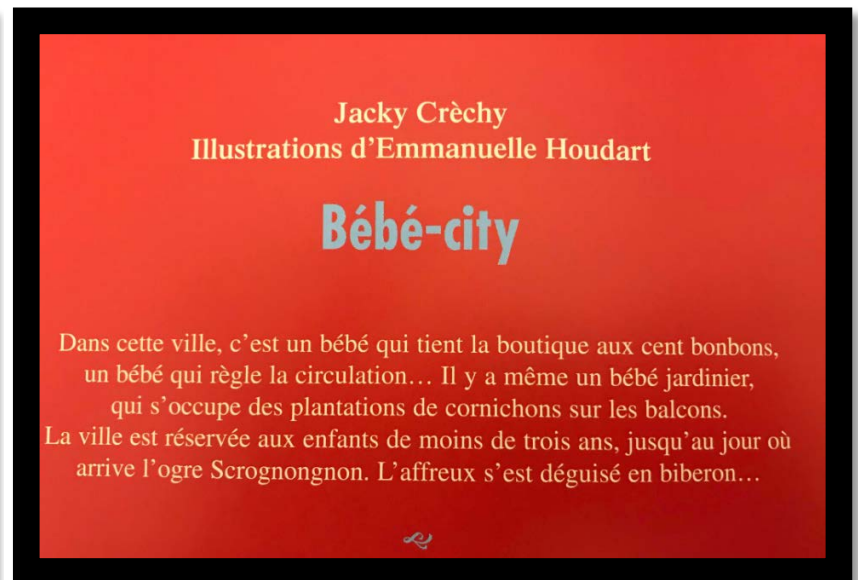 Jacky Crèchy
Illustrations d'Emmanuelle Houdart
Bébé-city
Dans cette ville, c'est un bébé qui tient la boutique aux cent bonbons,
un bébé qui règle la circulation… Il y a même un bébé jardinier,
qui s'occupe des plantations de cornichons sur les balcons.
La ville est réservée aux enfants de moins de trois ans, jusqu'au jour où
arrive l'ogre Scrognongnon. L'affreux s'est déguisé en biberon…